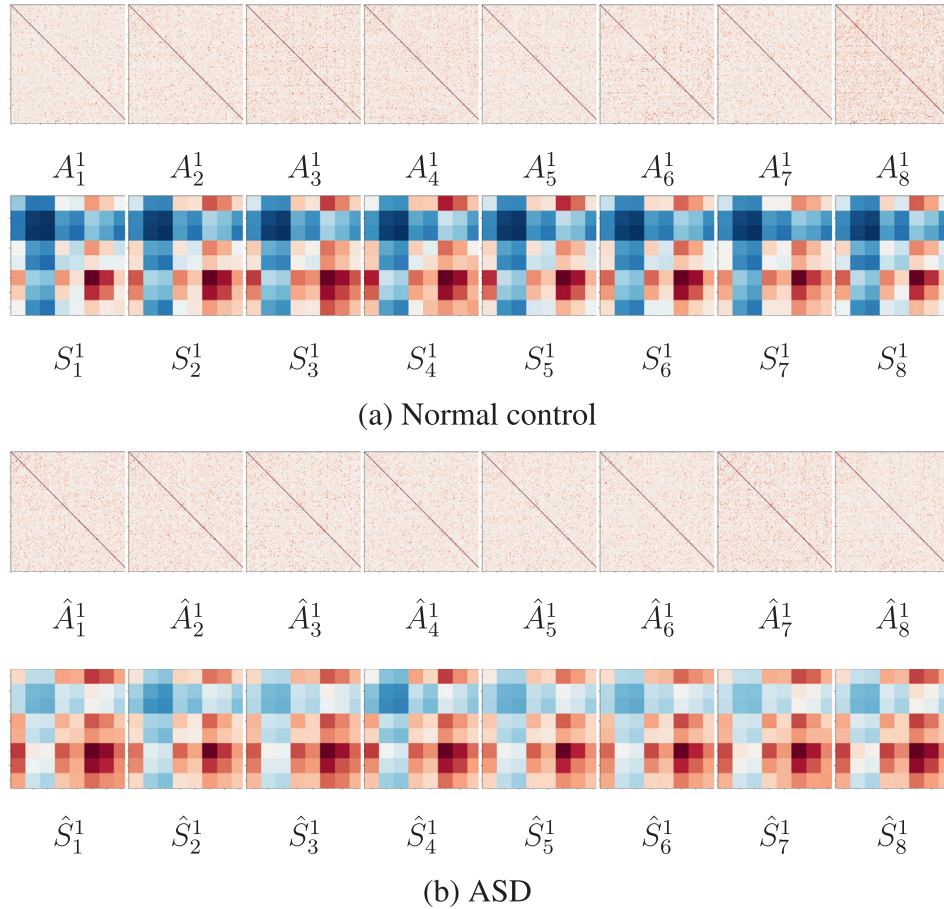 A_1^1 A_2^1 A_3^1 A_4^1 A_5^1 A_6^1 A_7^1 A_8^1
S_1^1 S_2^1 S_3^1 S_4^1 S_5^1 S_6^1 S_7^1 S_8^1
(a) Normal control
Â_1^1 Â_2^1 Â_3^1 Â_4^1 Â_5^1 Â_6^1 Â_7^1 Â_8^1
Ŝ_1^1 Ŝ_2^1 Ŝ_3^1 Ŝ_4^1 Ŝ_5^1 Ŝ_6^1 Ŝ_7^1 Ŝ_8^1
(b) ASD